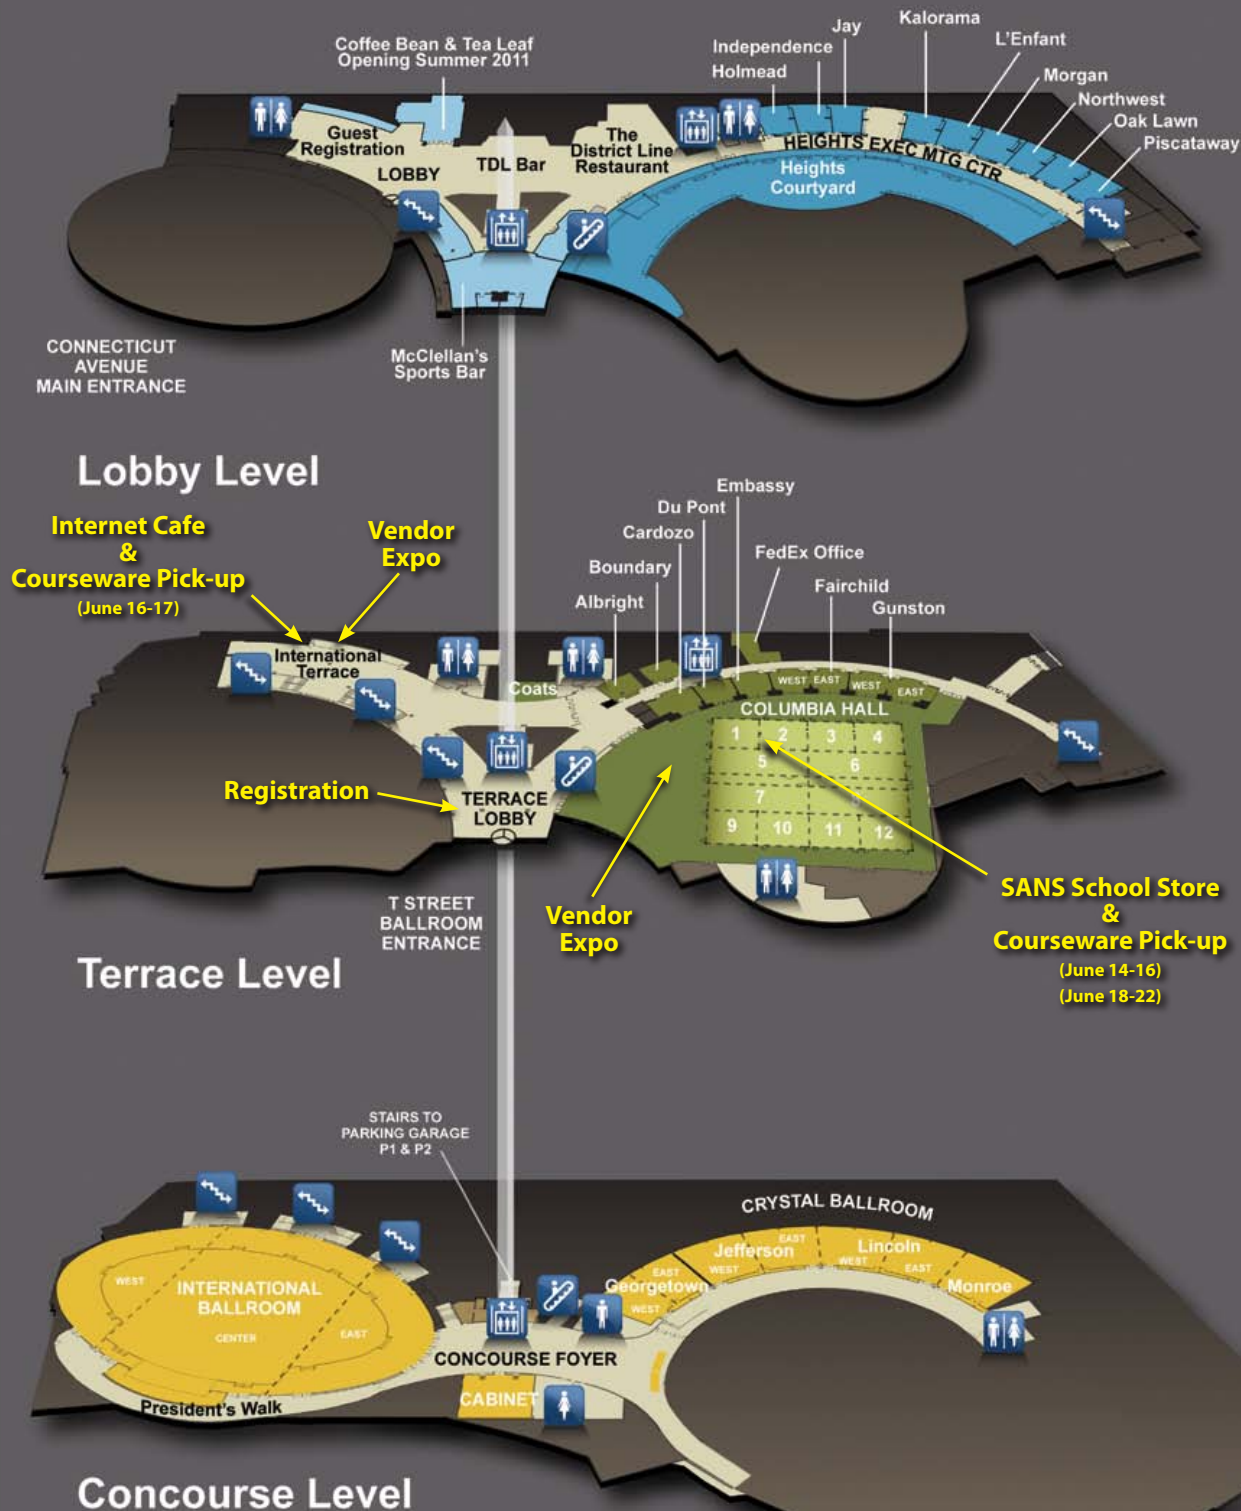 Coffee Bean & Tea Leaf
Opening Summer 2011
Kalorama
Jay
L'Enfant
Independence
Holmead
Morgan
Northwest
Oak Lawn
Piscataway
Guest
Registration
LOBBY
TDL Bar
The
District Line
Restaurant
HEIGHTS EXEC MTG CTR
Heights
Courtyard
CONNECTICUT
AVENUE
MAIN ENTRANCE
McClellan's
Sports Bar
Lobby Level
Internet Cafe
&
Courseware Pick-up
(June 16-17)
Vendor
Expo
Embassy
Du Pont
Cardozo
FedEx Office
Boundary
Fairchild
Albright
Gunston
International
Terrace
Coats
WEST EAST WEST EAST
COLUMBIA HALL
1 2 3 4
5 6
7 8
9 10 11 12
Registration
TERRACE
LOBBY
T STREET
BALLROOM
ENTRANCE
Vendor
Expo
SANS School Store
&
Courseware Pick-up
(June 14-16)
(June 18-22)
Terrace Level
STAIRS TO
PARKING GARAGE
P1 & P2
CRYSTAL BALLROOM
WEST
INTERNATIONAL
BALLROOM
CENTER
EAST
EAST
Georgetown
WEST
EAST
Jefferson
WEST
Lincoln
WEST
EAST
Monroe
CONCOURSE FOYER
CABINET
President's Walk
Concourse Level